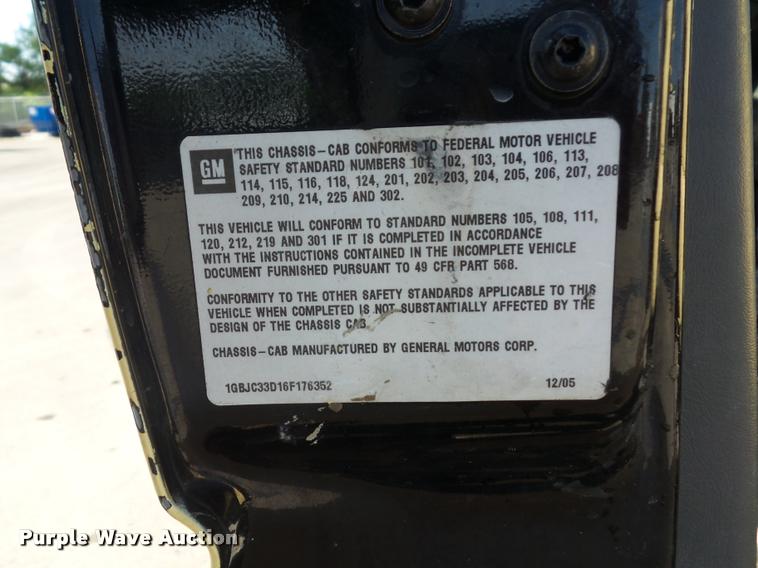 GM
THIS CHASSIS-CAB CONFORMS TO FEDERAL MOTOR VEHICLE
SAFETY STANDARD NUMBERS 101, 102, 103, 104, 106, 113,
114, 115, 116, 118, 124, 201, 202, 203, 204, 205, 206, 207, 208
209, 210, 214, 225 AND 302.
THIS VEHICLE WILL CONFORM TO STANDARD NUMBERS 105, 108, 111,
120, 212, 219 AND 301 IF IT IS COMPLETED IN ACCORDANCE
WITH THE INSTRUCTIONS CONTAINED IN THE INCOMPLETE VEHICLE
DOCUMENT FURNISHED PURSUANT TO 49 CFR PART 568.
CONFORMITY TO THE OTHER SAFETY STANDARDS APPLICABLE TO THIS
VEHICLE WHEN COMPLETED IS NOT SUBSTANTIALLY AFFECTED BY THE
DESIGN OF THE CHASSIS CAB.
CHASSIS-CAB MANUFACTURED BY GENERAL MOTORS CORP.
1GBJC33D16F176352 12/05
Purple Wave Auction